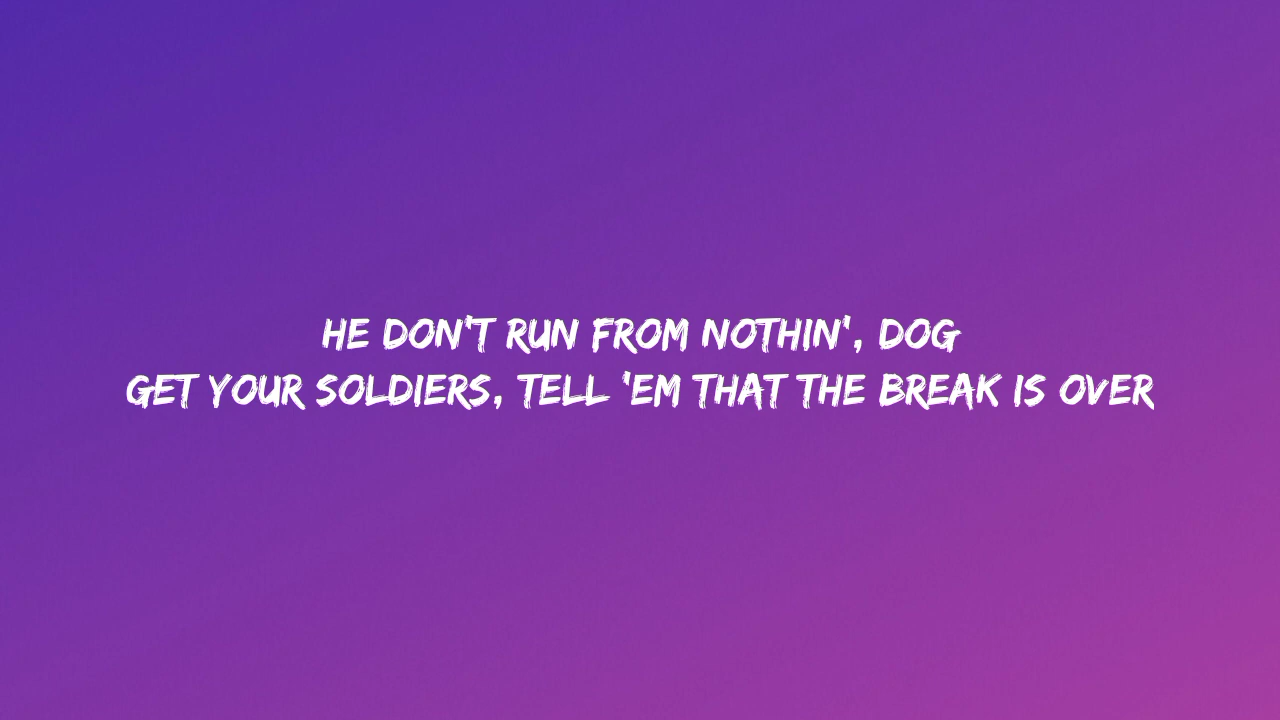 HE DON'T RUN FROM NOTHIN', DOG
GET YOUR SOLDIERS, TELL 'EM THAT THE BREAK IS OVER